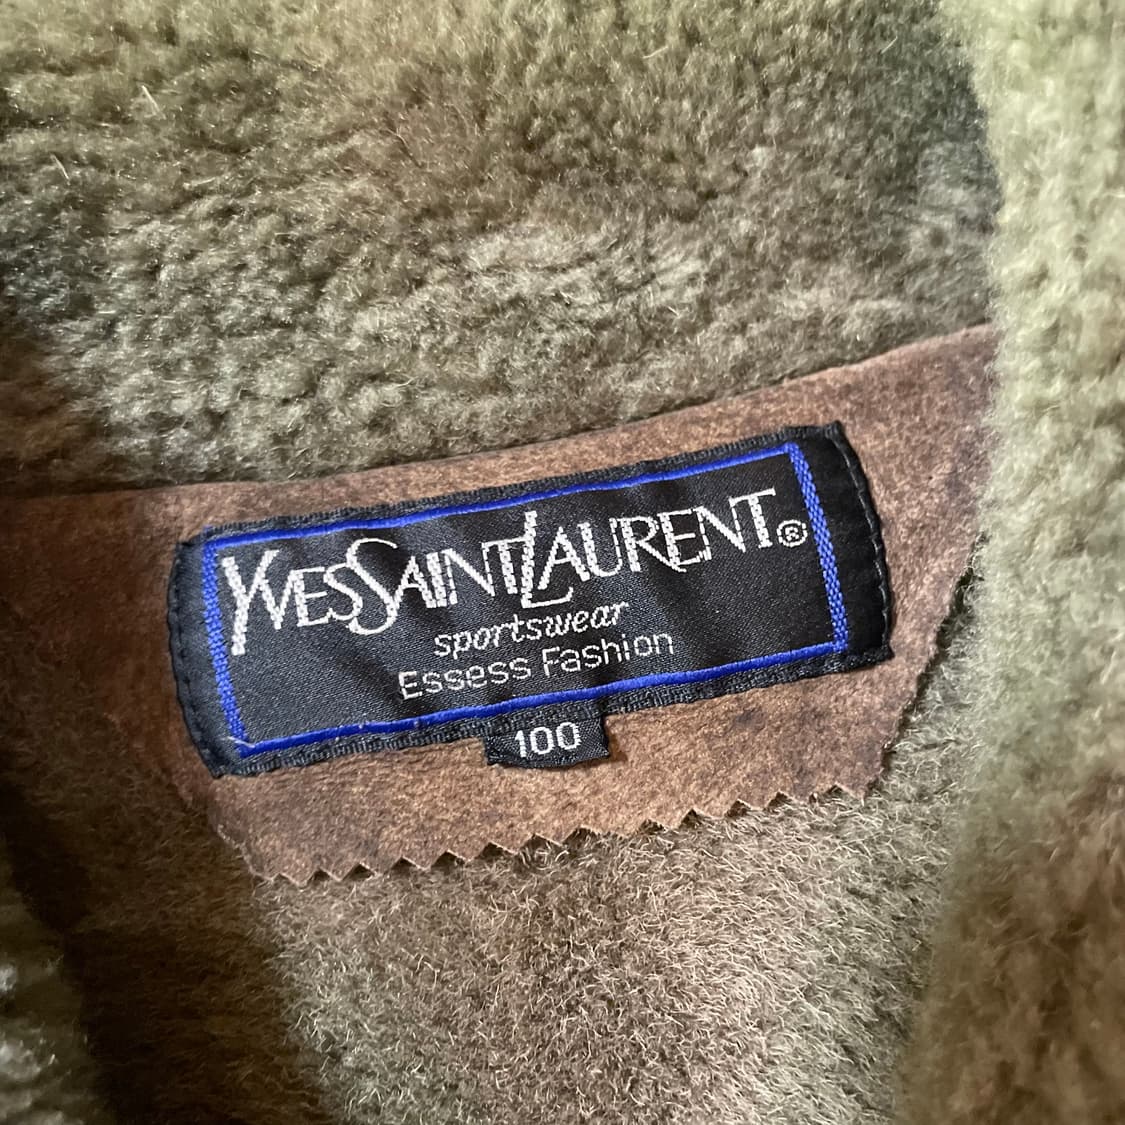 YVESSAINTLAURENT®
sportswear
Essess Fashion
100